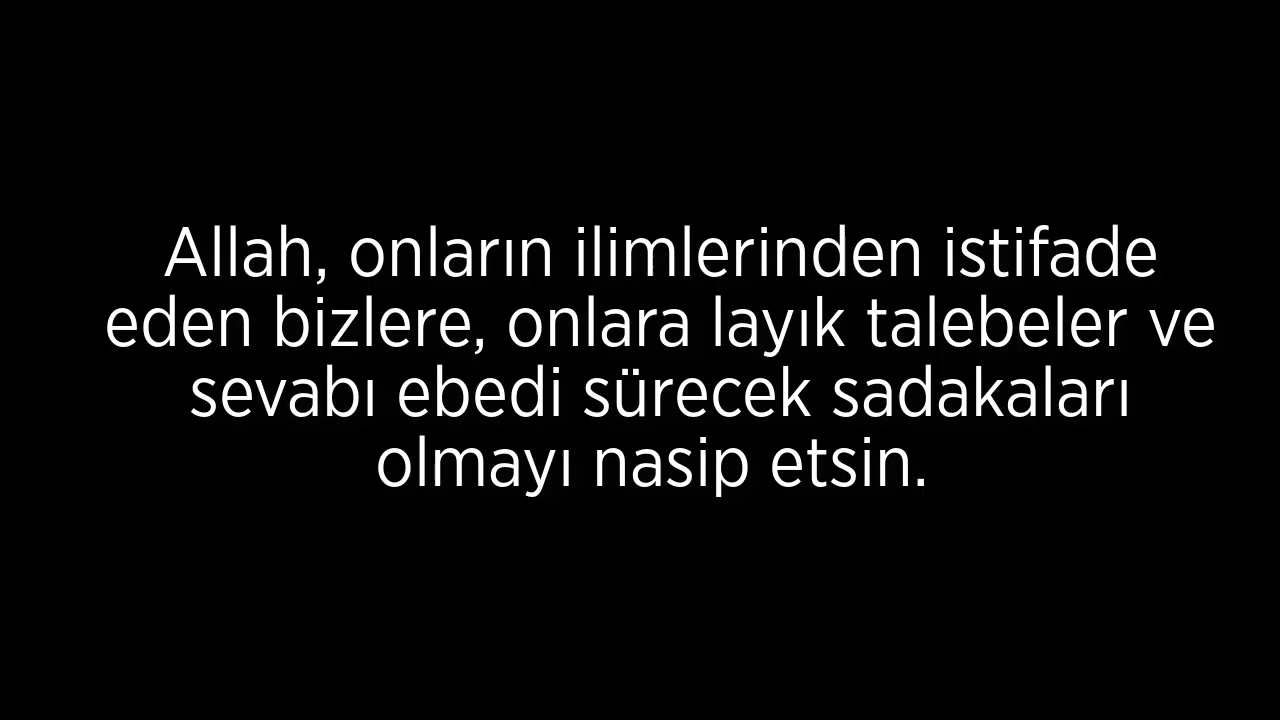 Allah, onların ilimlerinden istifade
eden bizlere, onlara layık talebeler ve
sevabı ebedi sürecek sadakaları
olmayı nasip etsin.